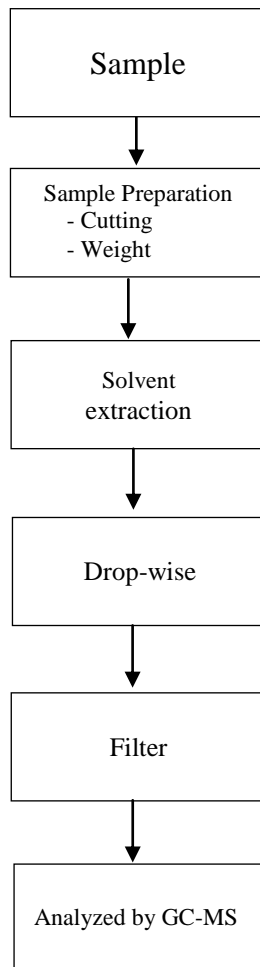 Sample
Sample Preparation
- Cutting
- Weight
Solvent
extraction
Drop-wise
Filter
Analyzed by GC-MS